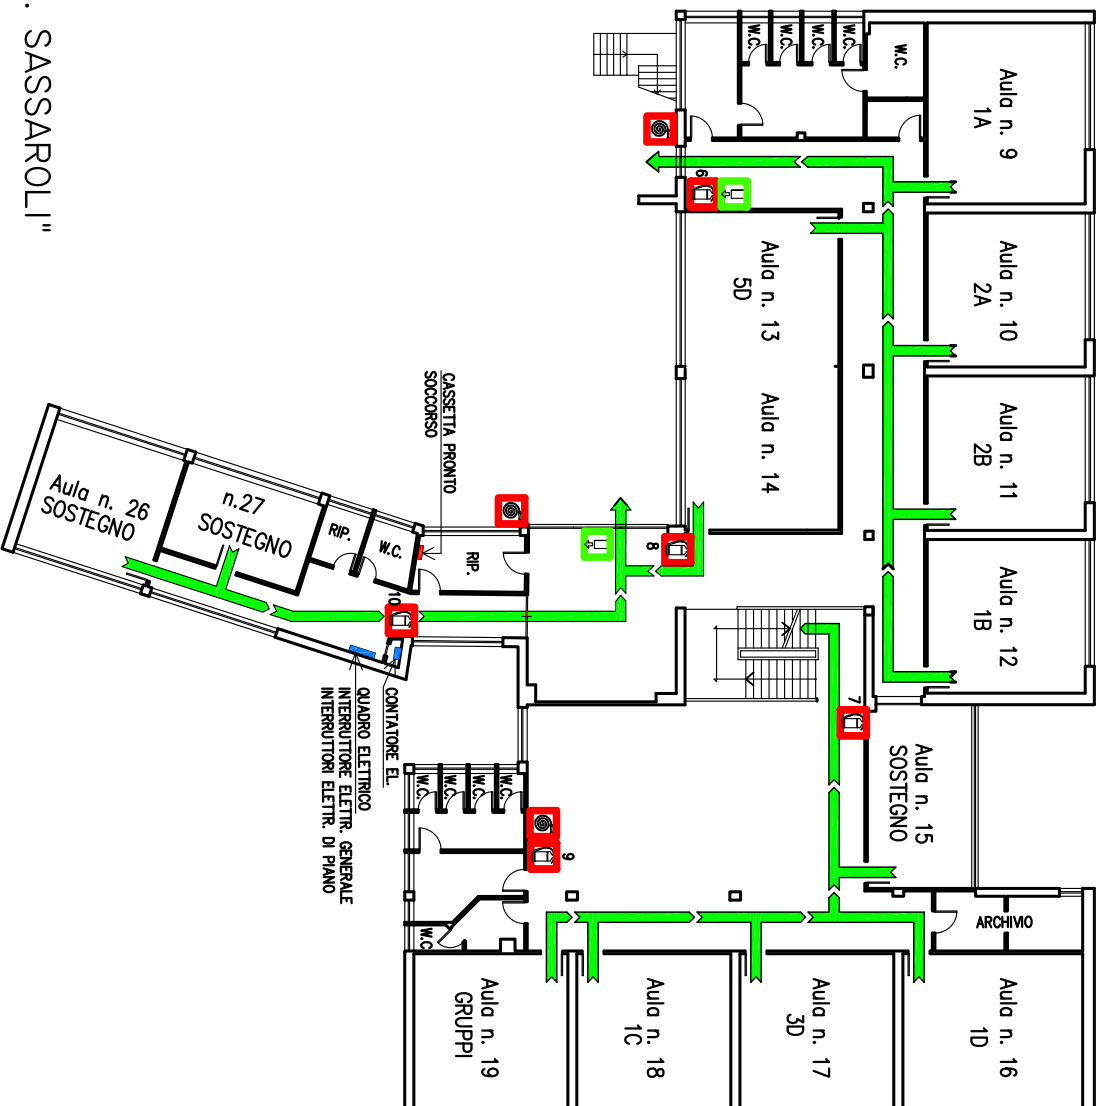 . SASSAROLI"
W.C.
W.C.
W.C.
W.C.
W.C.
Aula n. 9
1A
6
Aula n. 10
2A
Aula n. 13
5D
Aula n. 11
2B
Aula n. 14
CASSETTA PRONTO
SOCCORSO
Aula n. 12
1B
8
Aula n. 26
SOSTEGNO
n.27
SOSTEGNO
RIP.
W.C.
RIP.
10
7
CONTATORE EL.
QUADRO ELETTRICO
INTERRUTTORE ELETTR. GENERALE
INTERRUTTORI ELETTR. DI PIANO
Aula n. 15
SOSTEGNO
W.C.
W.C.
W.C.
W.C.
9
W.C.
ARCHIVIO
Aula n. 16
1D
Aula n. 17
3D
Aula n. 18
1C
Aula n. 19
GRUPPI